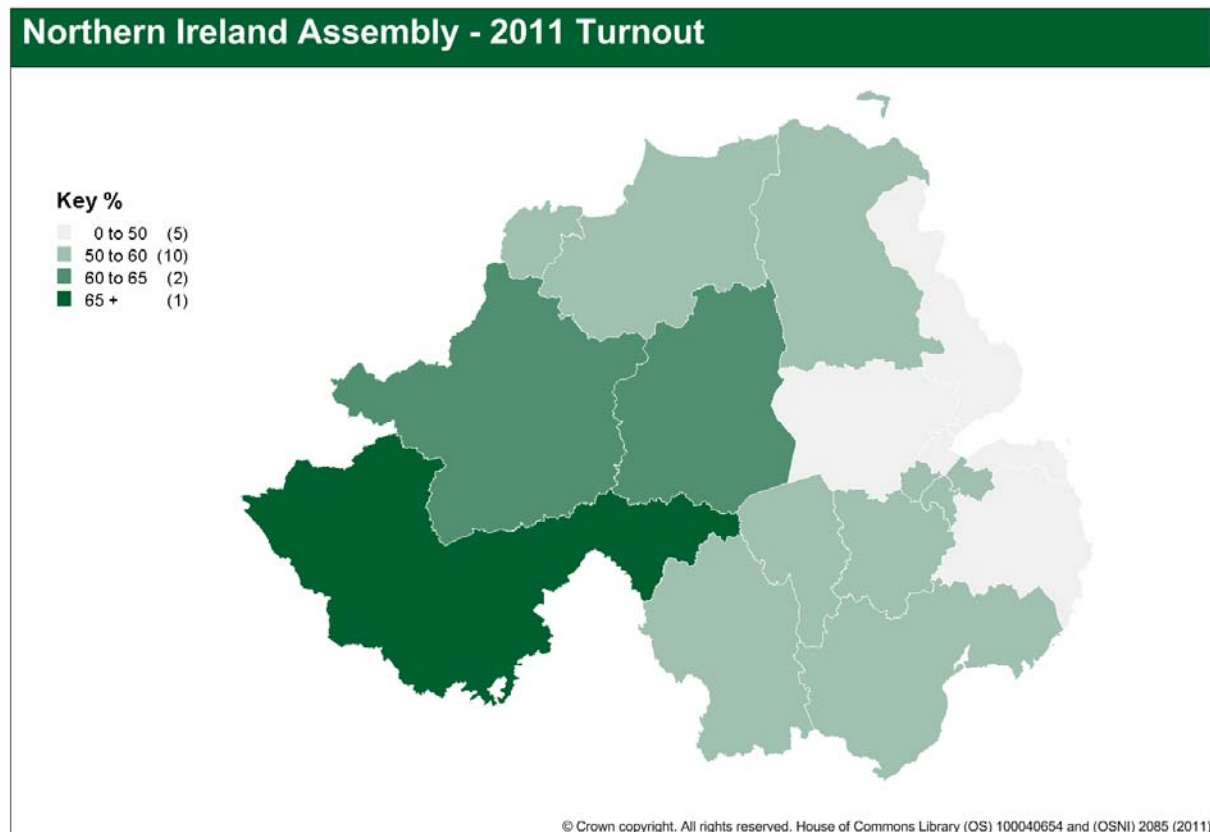 Northern Ireland Assembly - 2011 Turnout
Key %
0 to 50 (5)
50 to 60 (10)
60 to 65 (2)
65 + (1)
© Crown copyright. All rights reserved. House of Commons Library (OS) 100040654 and (OSNI) 2085 (2011)